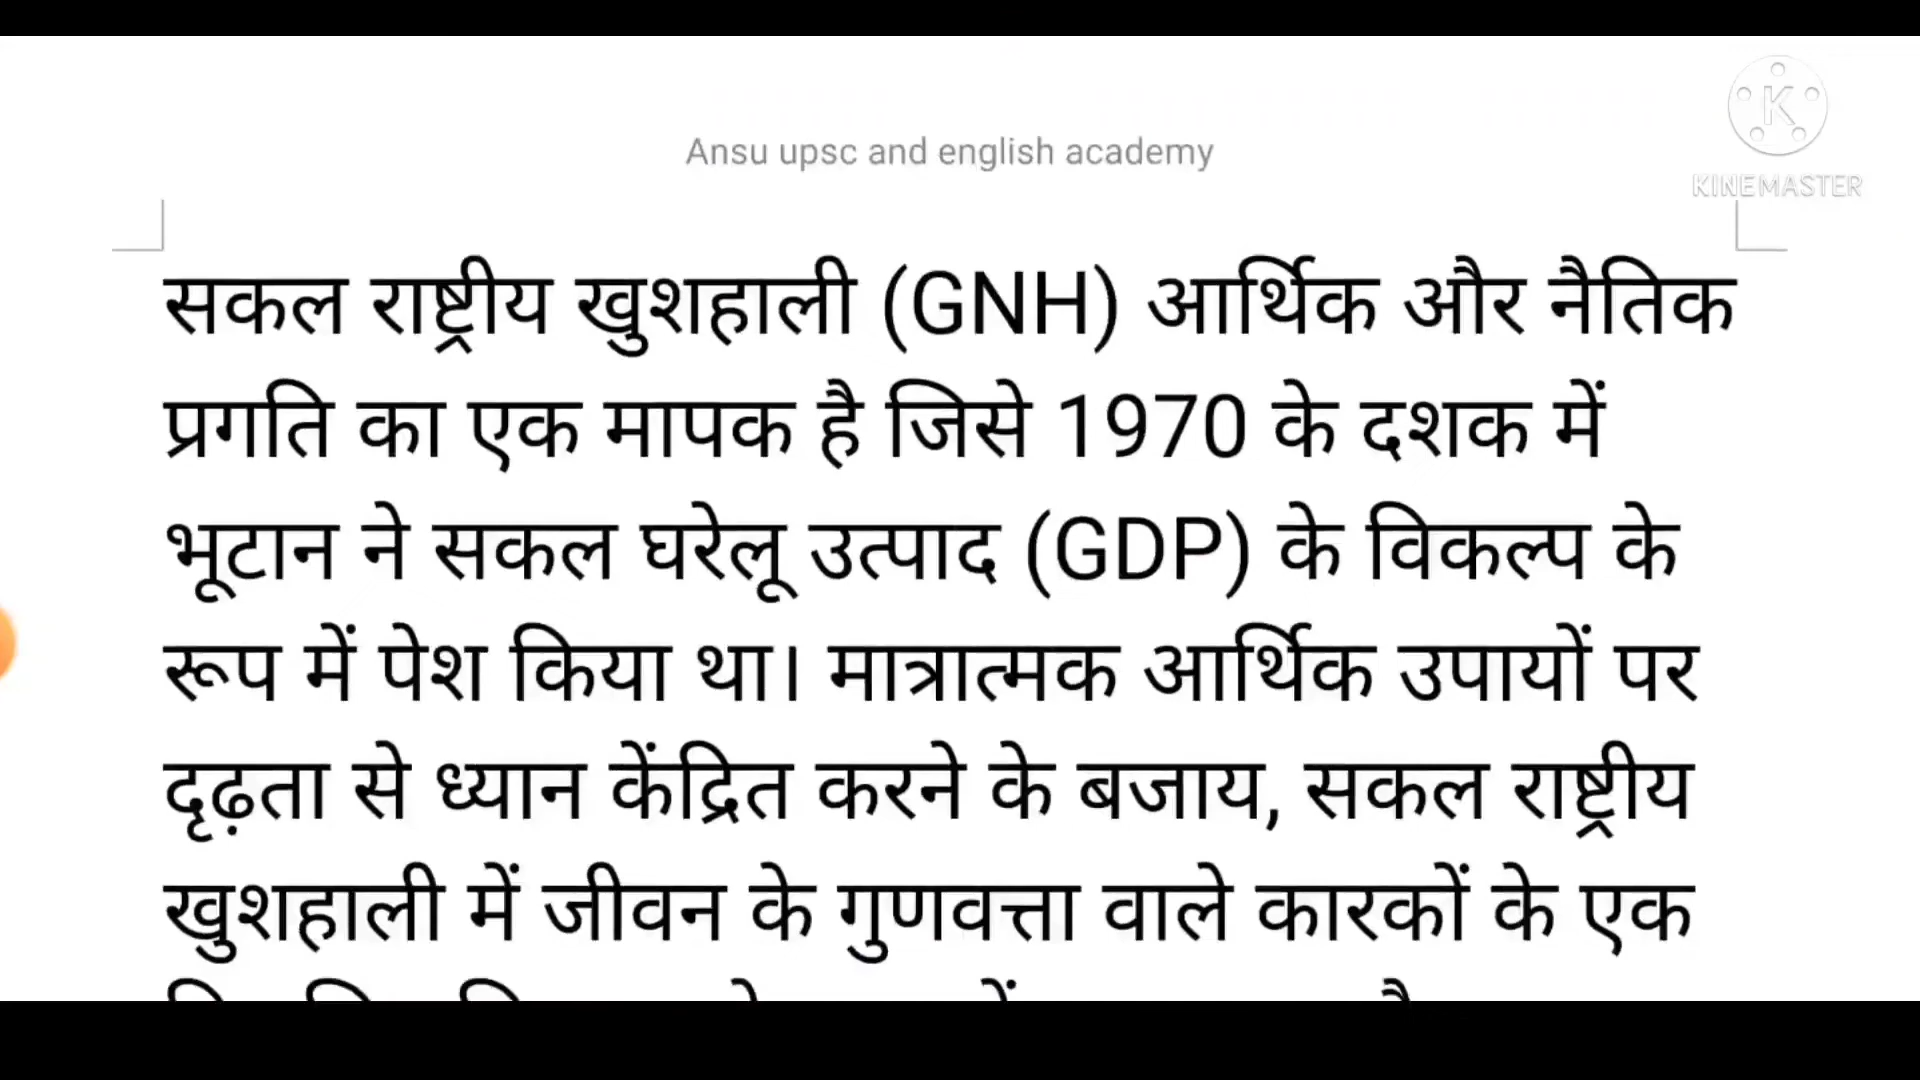 Ansu upsc and english academy
K
KINEMASTER
सकल राष्ट्रीय खुशहाली (GNH) आर्थिक और नैतिक
प्रगति का एक मापक है जिसे 1970 के दशक में
भूटान ने सकल घरेलू उत्पाद (GDP) के विकल्प के
रूप में पेश किया था। मात्रात्मक आर्थिक उपायों पर
दृढ़ता से ध्यान केंद्रित करने के बजाय, सकल राष्ट्रीय
खुशहाली में जीवन के गुणवत्ता वाले कारकों के एक